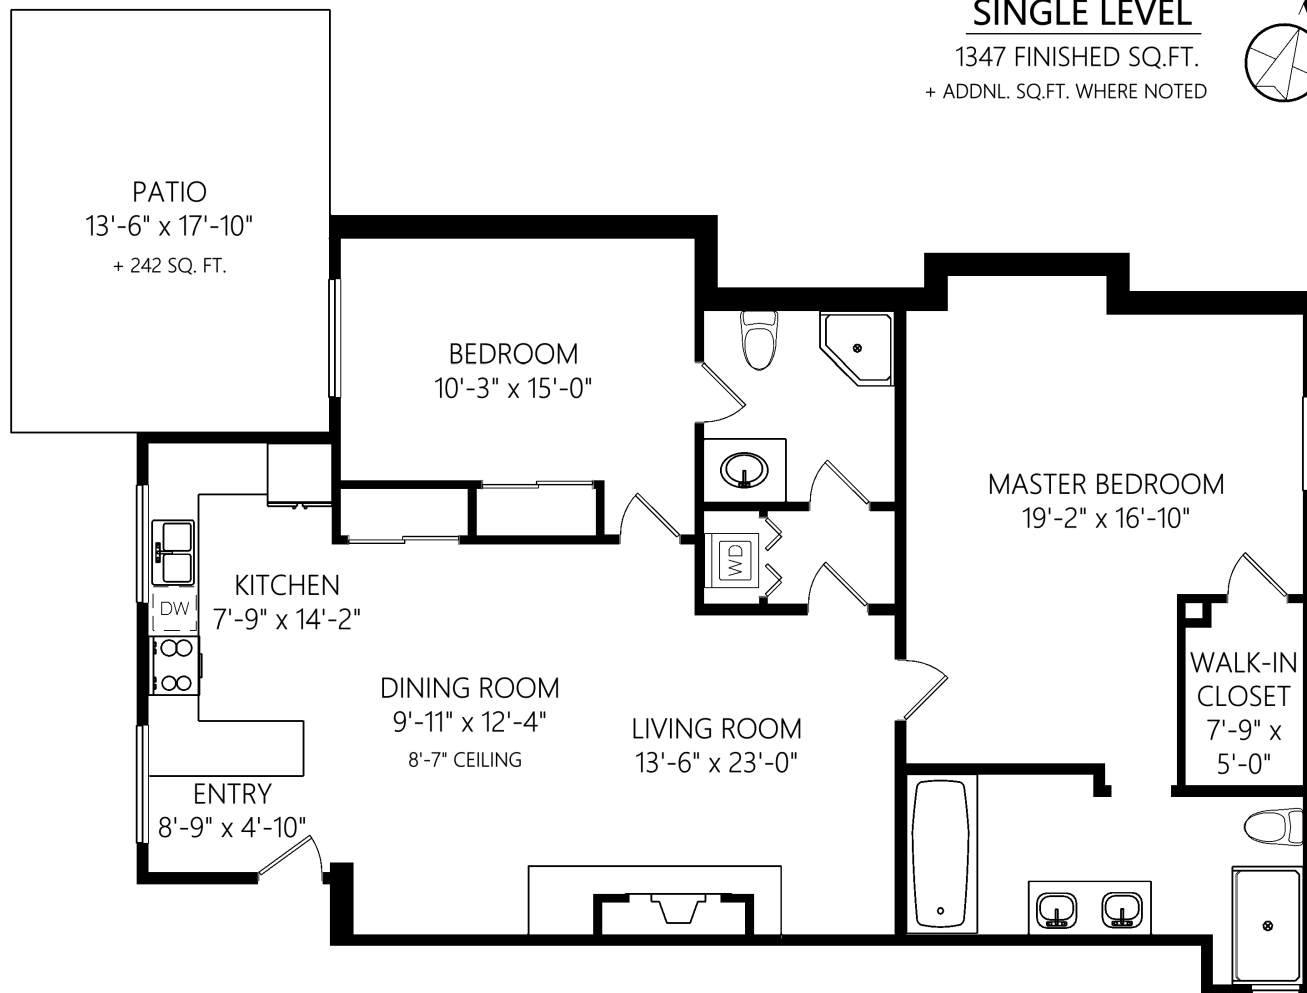 SINGLE LEVEL
1347 FINISHED SQ.FT.
+ ADDNL. SQ.FT. WHERE NOTED
PATIO
13'-6" x 17'-10"
+ 242 SQ. FT.
BEDROOM
10'-3" x 15'-0"
MASTER BEDROOM
19'-2" x 16'-10"
WD
KITCHEN
7'-9" x 14'-2"
DW
WALK-IN
CLOSET
7'-9" x
5'-0"
DINING ROOM
9'-11" x 12'-4"
8'-7" CEILING
LIVING ROOM
13'-6" x 23'-0"
ENTRY
8'-9" x 4'-10"